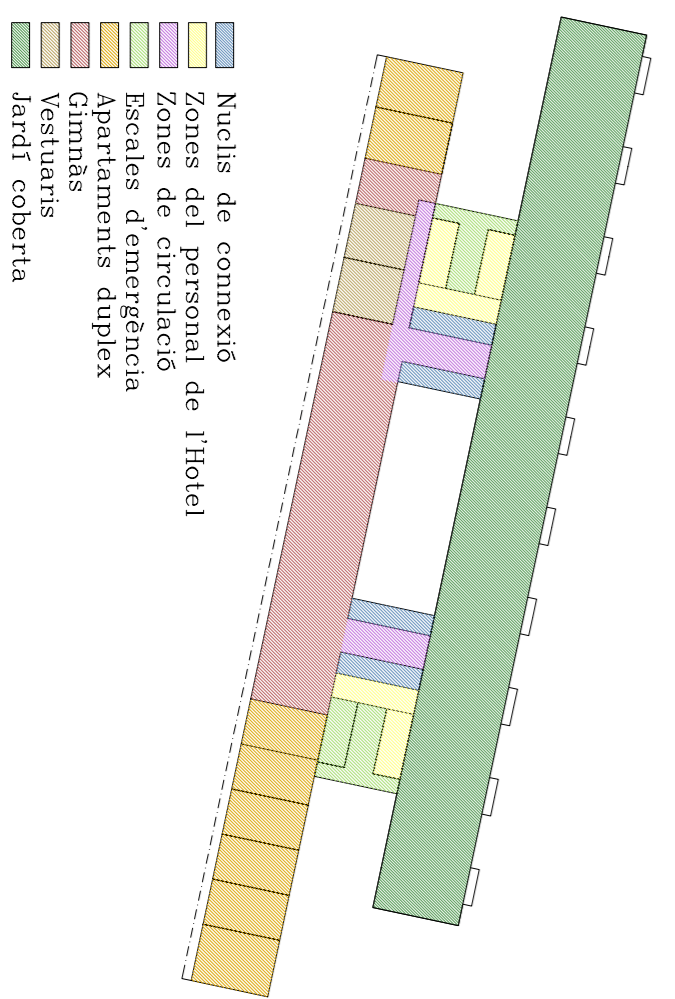 Nuclis de connexió
Zones del personal de l'Hotel
Zones de circulació
Escales d'emergència
Apartaments duplex
Gimnàs
Vestuaris
Jardí coberta